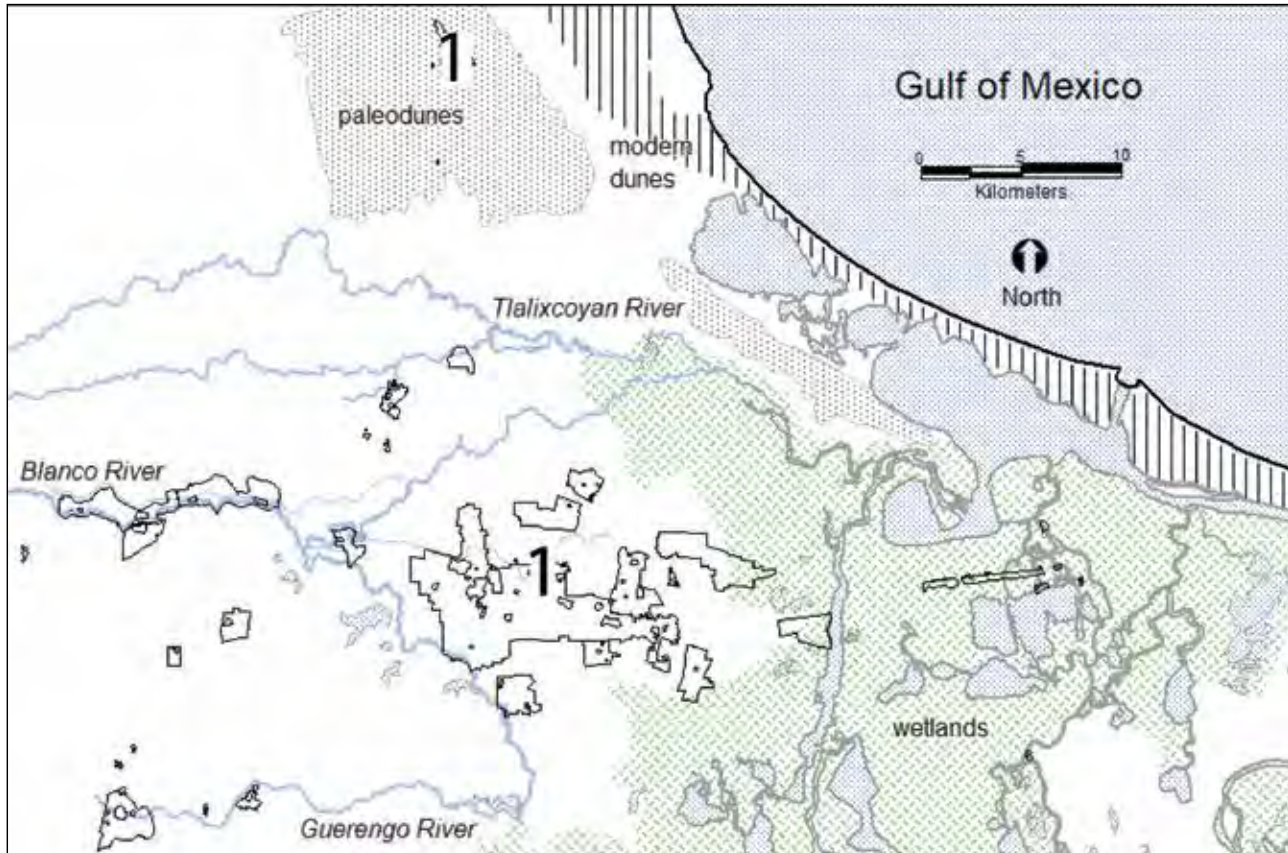 1
paleodunes
modern
dunes
Gulf of Mexico
0 5 10
Kilometers
North
Tlalixcoyan River
Blanco River
1
wetlands
Guerengo River